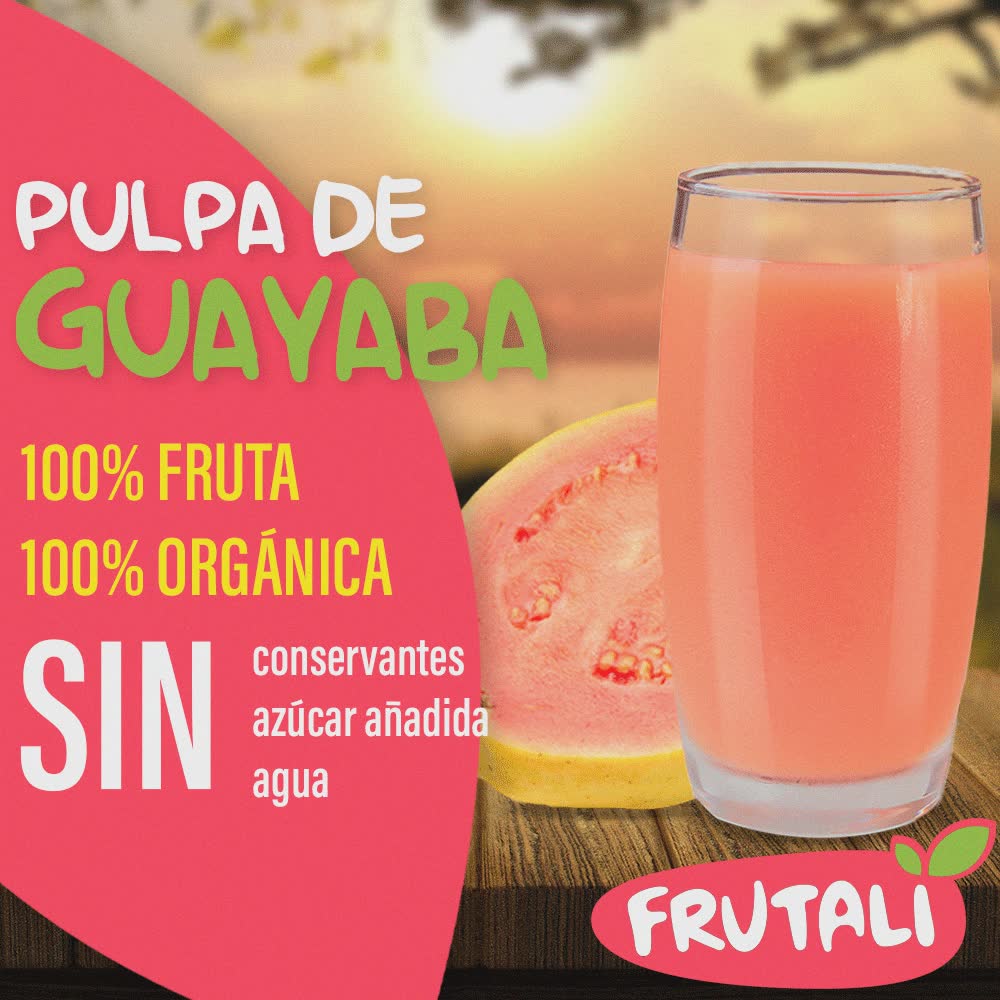 PULPA DE
GUAYABA
100% FRUTA
100% ORGÁNICA
SIN
conservantes
azúcar añadida
agua
FRUTALI